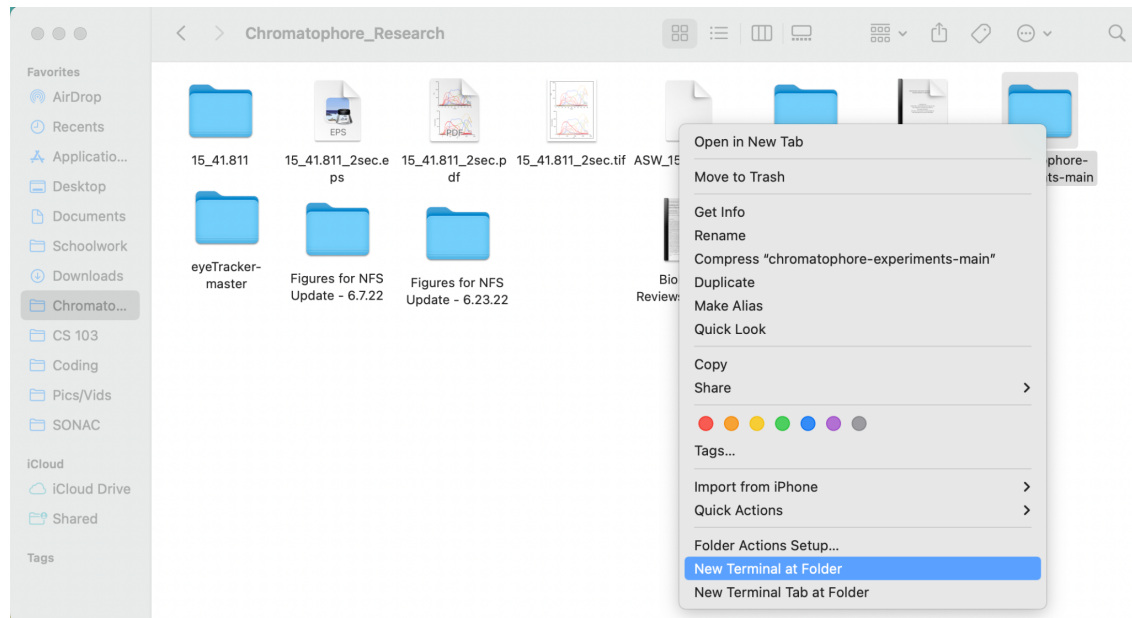 Chromatophore_Research
Favorites
AirDrop
Recents
Applicatio...
Desktop
Documents
Schoolwork
Downloads
Chromato...
CS 103
Coding
Pics/Vids
SONAC
iCloud
iCloud Drive
Shared
Tags
EPS
PDF
15_41.811
15_41.811_2sec.e
ps
15_41.811_2sec.p
df
15_41.811_2sec.tif
ASW_15
phore-
ts-main
eyeTracker-
master
Figures for NFS
Update - 6.7.22
Figures for NFS
Update - 6.23.22
Bio
Reviews
Open in New Tab
Move to Trash
Get Info
Rename
Compress “chromatophore-experiments-main”
Duplicate
Make Alias
Quick Look
Copy
Share
Tags...
Import from iPhone
Quick Actions
Folder Actions Setup...
New Terminal at Folder
New Terminal Tab at Folder